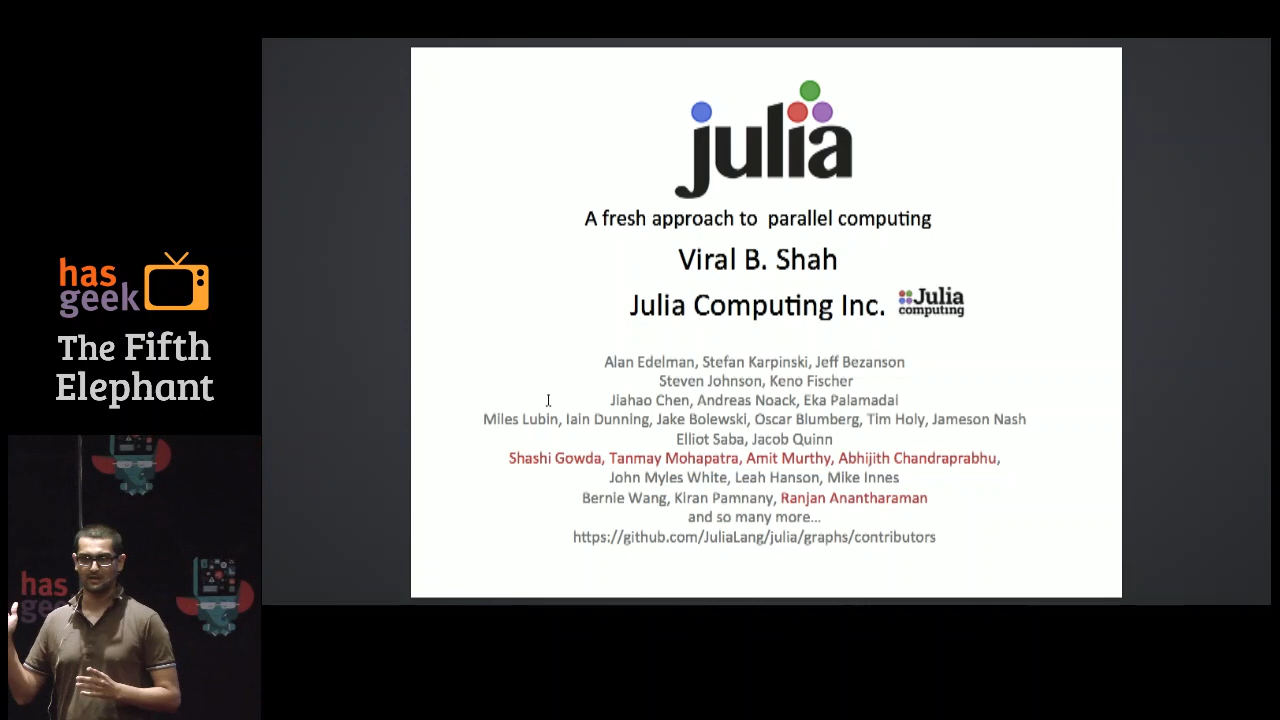 has
geek
The Fifth
Elephant
has
julia
A fresh approach to  parallel computing
Viral B. Shah
Julia Computing Inc.
Julia
computing
Alan Edelman, Stefan Karpinski, Jeff Bezanson
Steven Johnson, Keno Fischer
Jiahao Chen, Andreas Noack, Eka Palamadai
Miles Lubin, Iain Dunning, Jake Bolewski, Oscar Blumberg, Tim Holy, Jameson Nash
Elliot Saba, Jacob Quinn
Shashi Gowda, Tanmay Mohapatra, Amit Murthy, Abhijith Chandraprabhu,
John Myles White, Leah Hanson, Mike Innes
Bernie Wang, Kiran Pamnany, Ranjan Anantharaman
and so many more...
https://github.com/JuliaLang/julia/graphs/contributors